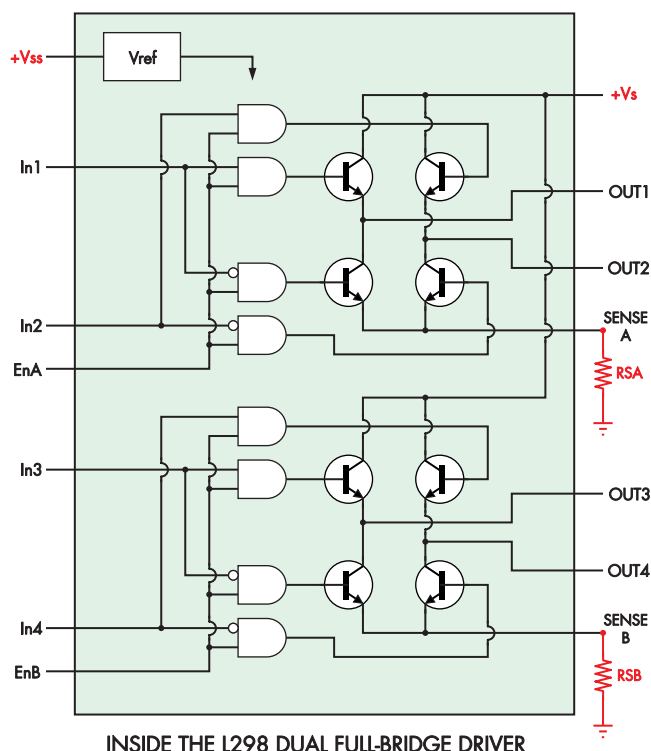 +Vss
Vref
+Vs
In1
OUT1
OUT2
In2
SENSE
A
EnA
RSA
In3
OUT3
OUT4
In4
SENSE
B
EnB
RSB
INSIDE THE L298 DUAL FULL-BRIDGE DRIVER